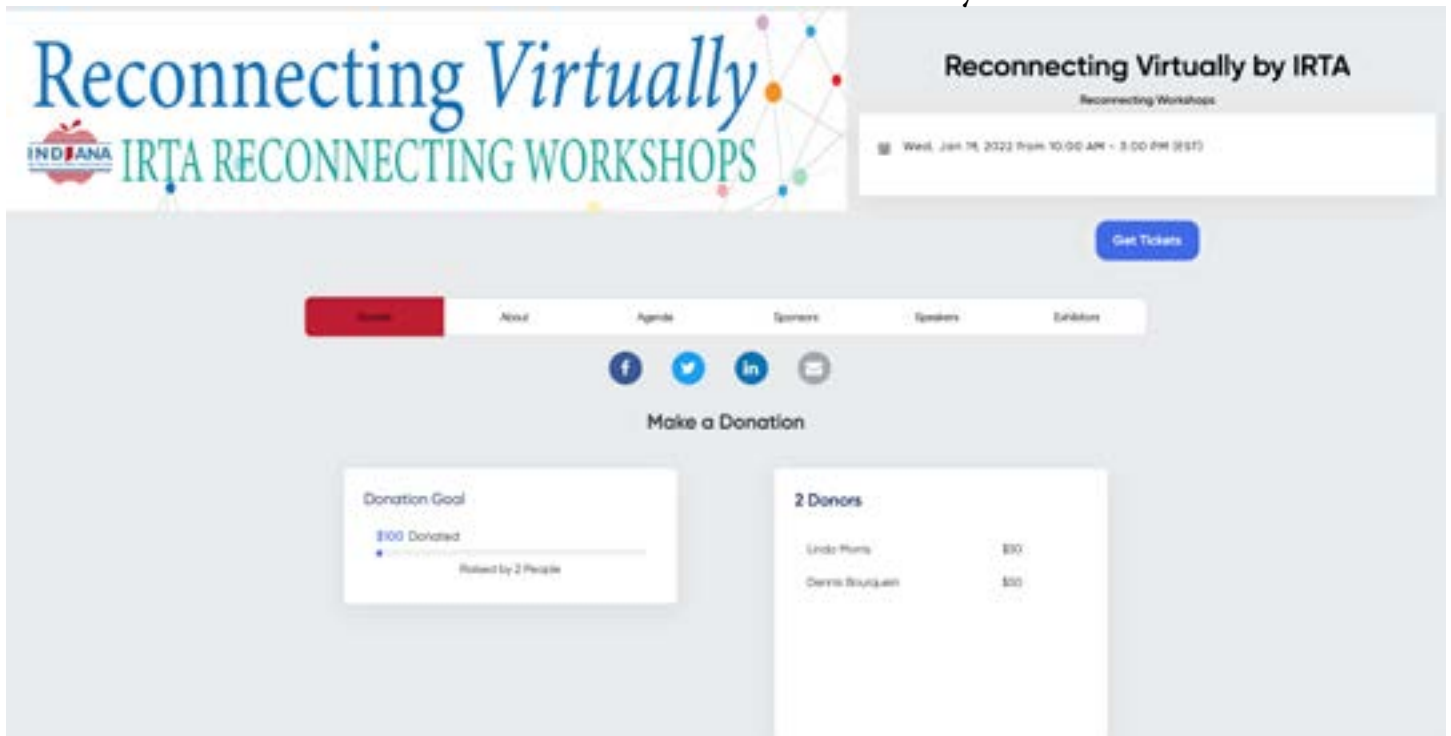 Reconnecting Virtually
INDIANA IRTA RECONNECTING WORKSHOPS
Reconnecting Virtually by IRTA
Reconnecting Workshops
Wed, Jan 19, 2022 from 10:00 AM - 3:00 PM (EST)
Get Tickets
About
Agenda
Sponsors
Speakers
Exhibitors
Make a Donation
Donation Goal
$100 Donated
Raised by 2 People
2 Donors
Linda Morris
Dennis Bourquein